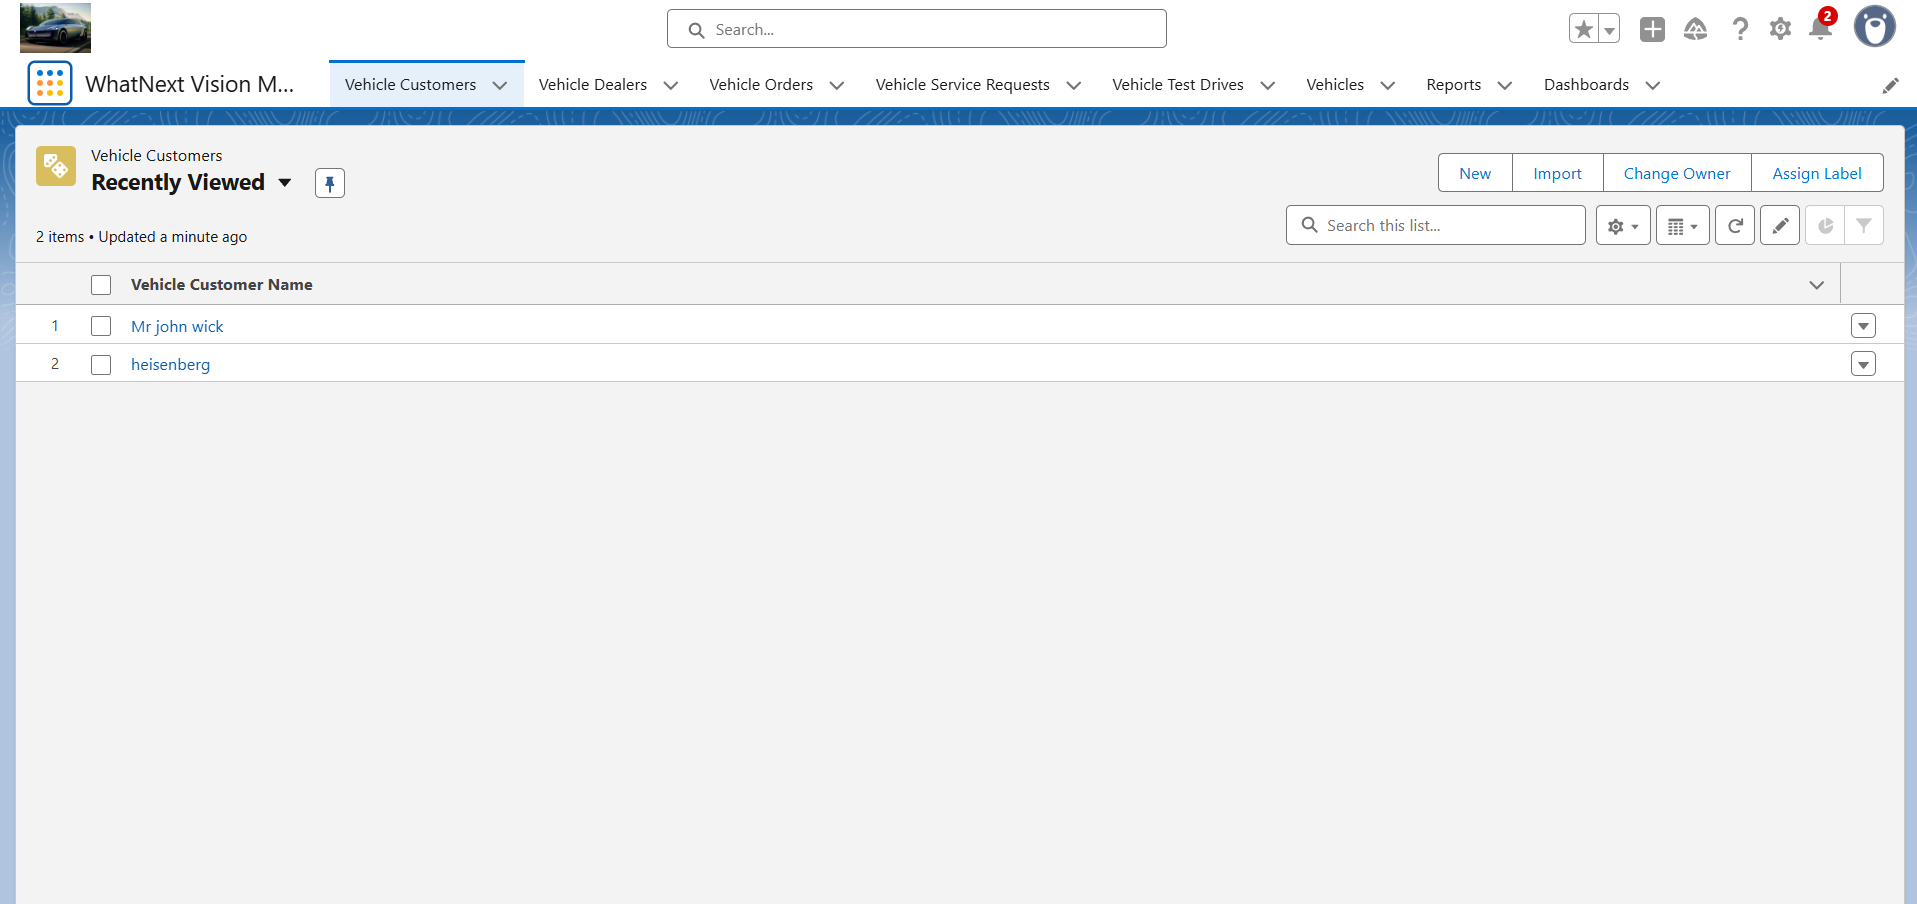 Search...
2
WhatNext Vision M...
Vehicle Customers
Vehicle Dealers
Vehicle Orders
Vehicle Service Requests
Vehicle Test Drives
Vehicles
Reports
Dashboards
Vehicle Customers
Recently Viewed
New
Import
Change Owner
Assign Label
2 items • Updated a minute ago
Search this list...
Vehicle Customer Name
1 Mr john wick
2 heisenberg